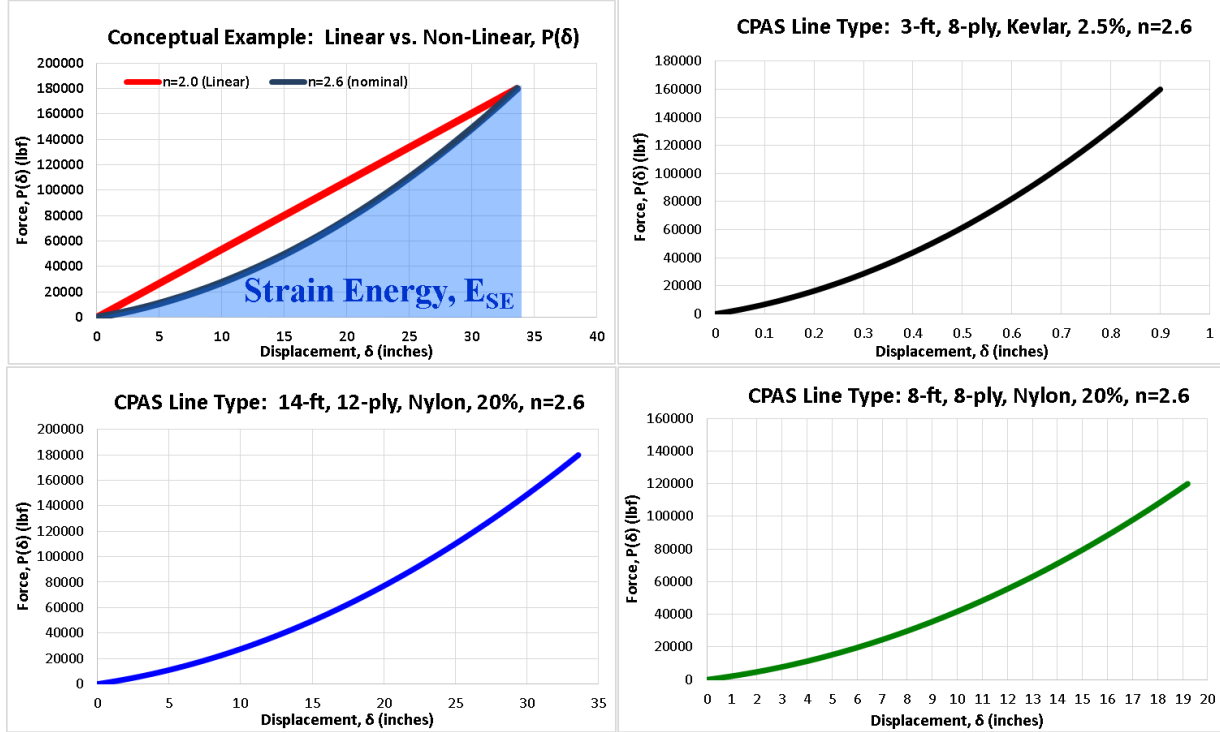 Conceptual Example: Linear vs. Non-Linear, P(δ)
n=2.0 (Linear)
n=2.6 (nominal)
Force, P(δ) (lbf)
200000
180000
160000
140000
120000
100000
80000
60000
40000
20000
0
Strain Energy, E_SE
0 5 10 15 20 25 30 35 40
Displacement, δ (inches)
CPAS Line Type: 3-ft, 8-ply, Kevlar, 2.5%, n=2.6
Force, P(δ) (lbf)
180000
160000
140000
120000
100000
80000
60000
40000
20000
0
0 0.1 0.2 0.3 0.4 0.5 0.6 0.7 0.8 0.9 1
Displacement, δ (inches)
CPAS Line Type: 14-ft, 12-ply, Nylon, 20%, n=2.6
Force, P(δ) (lbf)
200000
180000
160000
140000
120000
100000
80000
60000
40000
20000
0
0 5 10 15 20 25 30 35
Displacement, δ (inches)
CPAS Line Type: 8-ft, 8-ply, Nylon, 20%, n=2.6
Force, P(δ) (lbf)
160000
140000
120000
100000
80000
60000
40000
20000
0
0 1 2 3 4 5 6 7 8 9 10 11 12 13 14 15 16 17 18 19 20
Displacement, δ (inches)